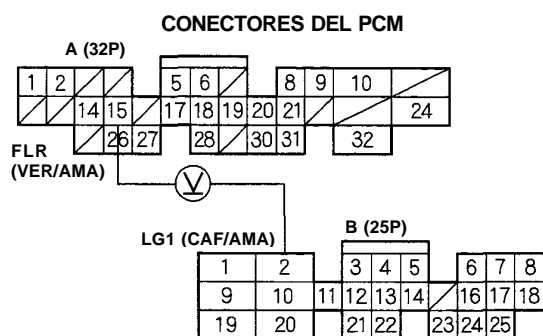 CONECTORES DEL PCM
A (32P)
1 2 5 6 8 9 10
14 15 17 18 19 20 21 24
26 27 28 30 31 32
FLR
(VER/AMA)
V
LG1 (CAF/AMA)
B (25P)
1 2 3 4 5 6 7 8
9 10 11 12 13 14 16 17 18
19 20 21 22 23 24 25